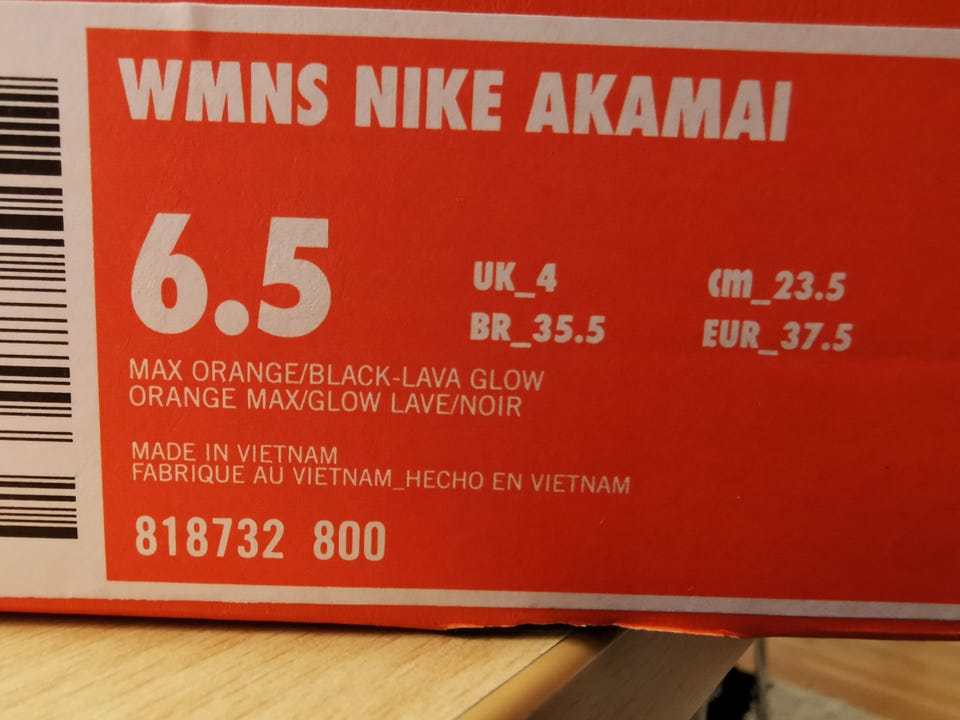 WMNS NIKE AKAMAI
6.5
UK_4 cm_23.5
BR_35.5 EUR_37.5
MAX ORANGE/BLACK-LAVA GLOW
ORANGE MAX/GLOW LAVE/NOIR
MADE IN VIETNAM
FABRIQUE AU VIETNAM_HECHO EN VIETNAM
818732 800